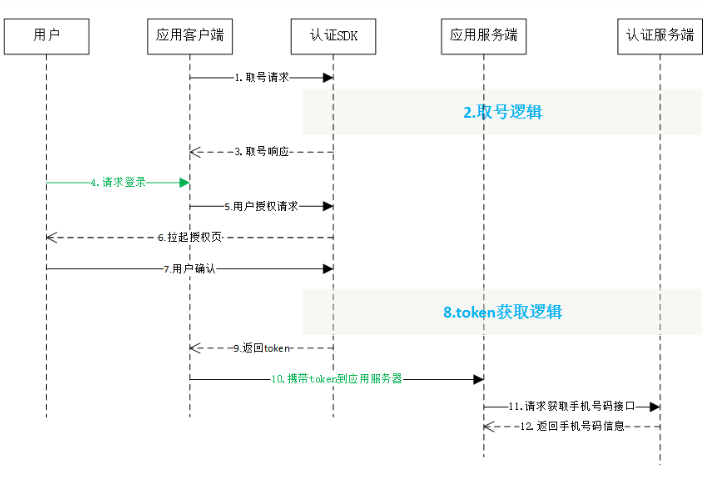 用户
应用客户端
认证SDK
应用服务端
认证服务端
1.取号请求
2.取号逻辑
3.取号响应
4.请求登录
5.用户授权请求
6.拉起授权页
7.用户确认
8.token获取逻辑
9.返回token
10.携带token到应用服务器
11.请求获取手机号码接口
12.返回手机号码信息